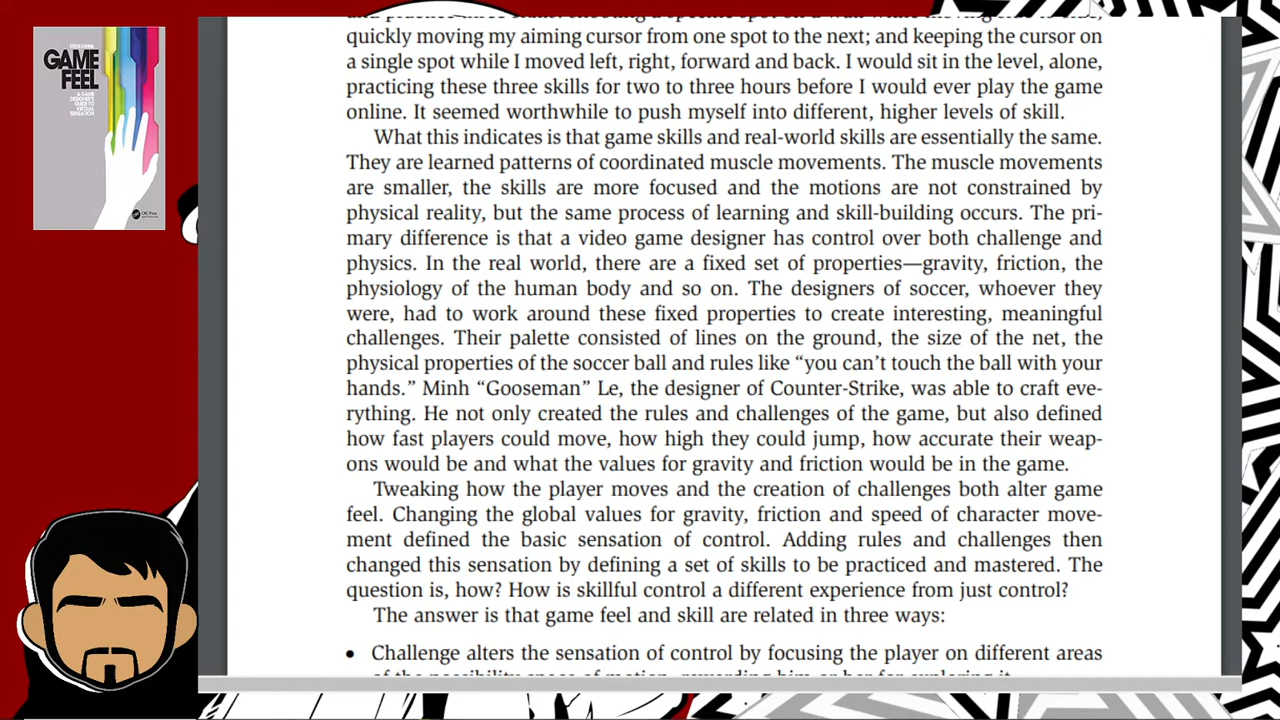 STEVE SWINK
GAME
FEEL
A GAME
DESIGNER'S
GUIDE TO
VIRTUAL
SENSATION
CRC Press
quickly moving my aiming cursor from one spot to the next; and keeping the cursor on
a single spot while I moved left, right, forward and back. I would sit in the level, alone,
practicing these three skills for two to three hours before I would ever play the game
online. It seemed worthwhile to push myself into different, higher levels of skill.
What this indicates is that game skills and real-world skills are essentially the same.
They are learned patterns of coordinated muscle movements. The muscle movements
are smaller, the skills are more focused and the motions are not constrained by
physical reality, but the same process of learning and skill-building occurs. The pri-
mary difference is that a video game designer has control over both challenge and
physics. In the real world, there are a fixed set of properties—gravity, friction, the
physiology of the human body and so on. The designers of soccer, whoever they
were, had to work around these fixed properties to create interesting, meaningful
challenges. Their palette consisted of lines on the ground, the size of the net, the
physical properties of the soccer ball and rules like “you can’t touch the ball with your
hands.” Minh “Gooseman” Le, the designer of Counter-Strike, was able to craft eve-
rything. He not only created the rules and challenges of the game, but also defined
how fast players could move, how high they could jump, how accurate their weap-
ons would be and what the values for gravity and friction would be in the game.
Tweaking how the player moves and the creation of challenges both alter game
feel. Changing the global values for gravity, friction and speed of character move-
ment defined the basic sensation of control. Adding rules and challenges then
changed this sensation by defining a set of skills to be practiced and mastered. The
question is, how? How is skillful control a different experience from just control?
The answer is that game feel and skill are related in three ways:
• Challenge alters the sensation of control by focusing the player on different areas